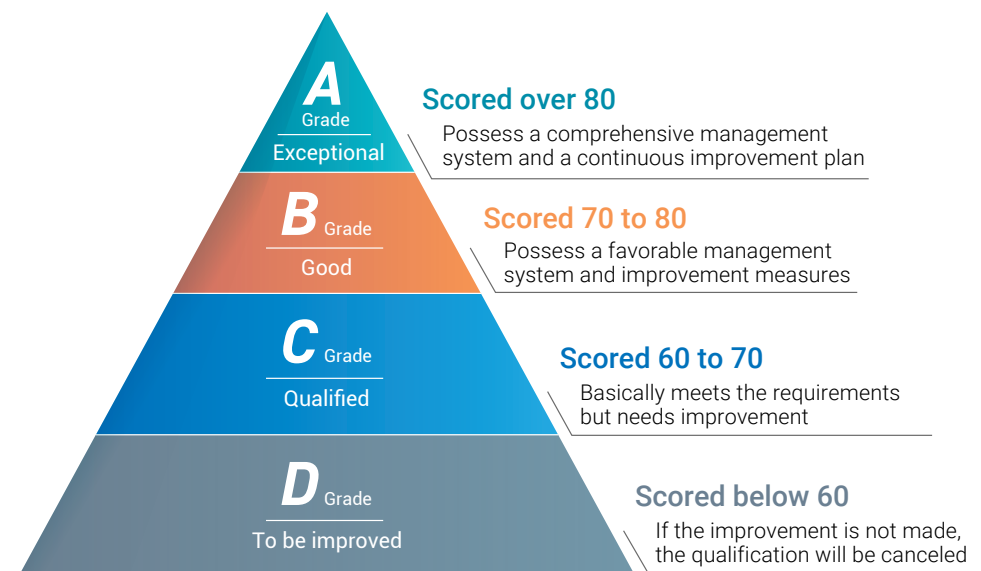 A
Grade
Exceptional
Scored over 80
Possess a comprehensive management
system and a continuous improvement plan
B Grade
Good
Scored 70 to 80
Possess a favorable management
system and improvement measures
C Grade
Qualified
Scored 60 to 70
Basically meets the requirements
but needs improvement
D Grade
To be improved
Scored below 60
If the improvement is not made,
the qualification will be canceled